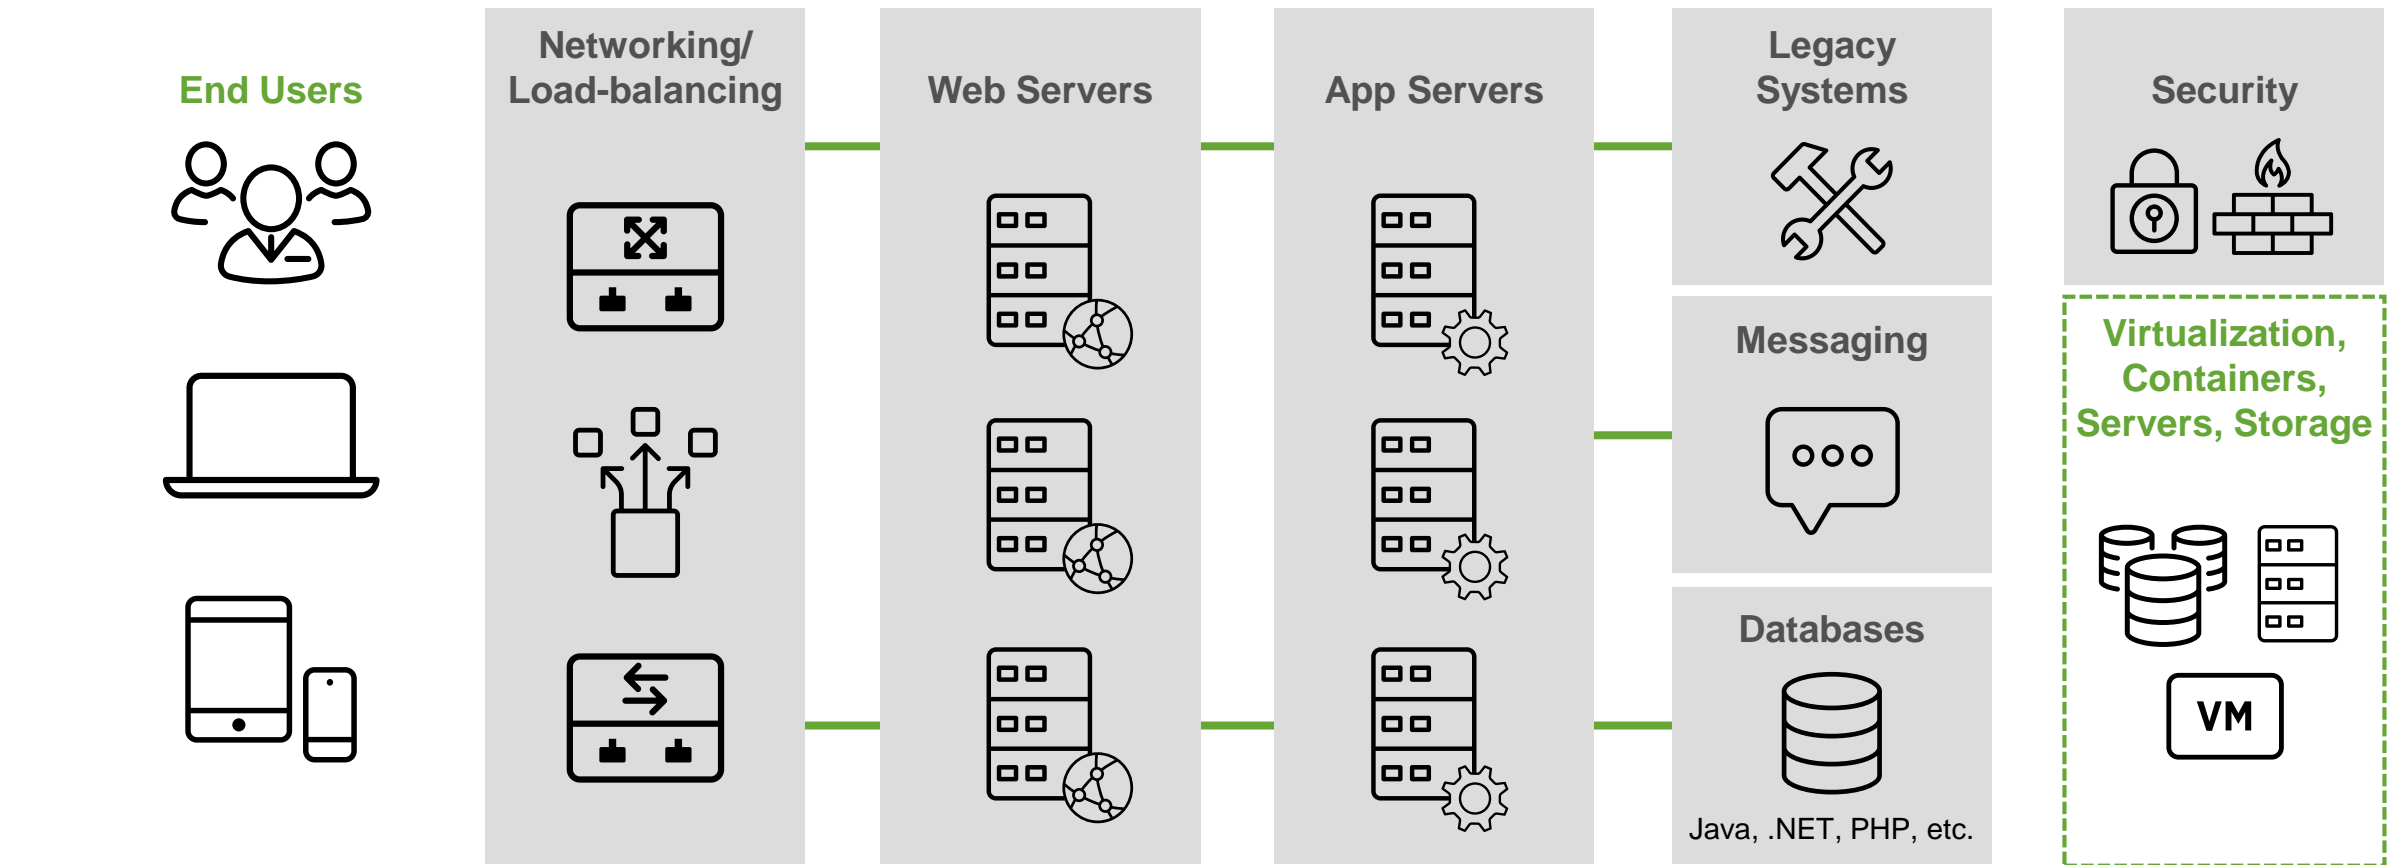 End Users
Networking/
Load-balancing
Web Servers
App Servers
Legacy
Systems
Messaging
Databases
Java, .NET, PHP, etc.
Security
Virtualization,
Containers,
Servers, Storage
VM